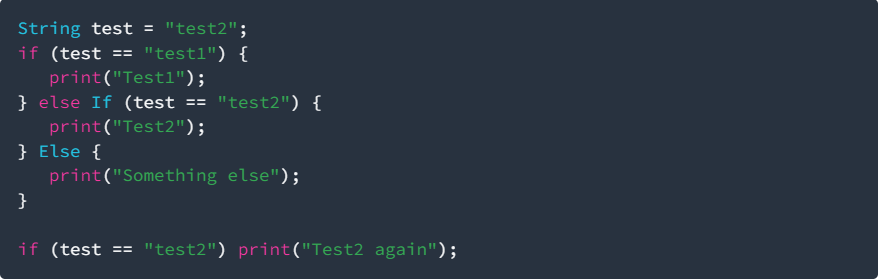 String test = "test2";
if (test == "test1") {
   print("Test1");
} else If (test == "test2") {
   print("Test2");
} Else {
   print("Something else");
}

if (test == "test2") print("Test2 again");